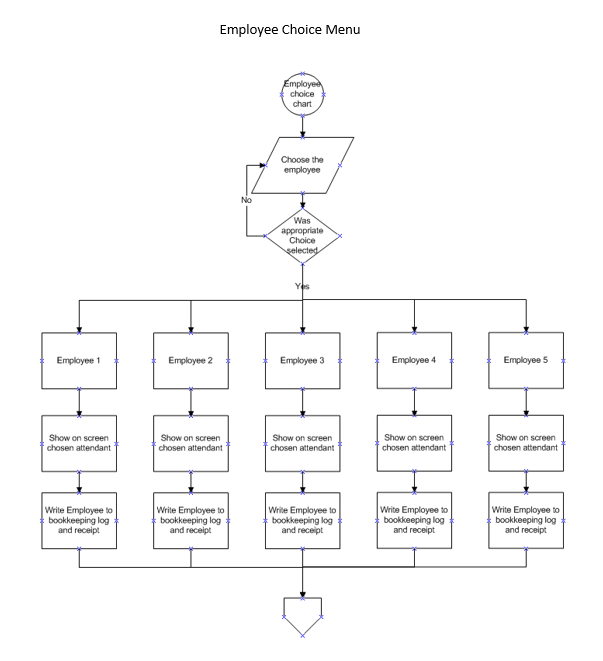 Employee Choice Menu
Employee
choice
chart
Choose the
employee
No
Was
appropriate
Choice
selected
Yes
Employee 1
Employee 2
Employee 3
Employee 4
Employee 5
Show on screen
chosen attendant
Show on screen
chosen attendant
Show on screen
chosen attendant
Show on screen
chosen attendant
Show on screen
chosen attendant
Write Employee to
bookkeeping log
and receipt
Write Employee to
bookkeeping log
and receipt
Write Employee to
bookkeeping log
and receipt
Write Employee to
bookkeeping log
and receipt
Write Employee to
bookkeeping log
and receipt